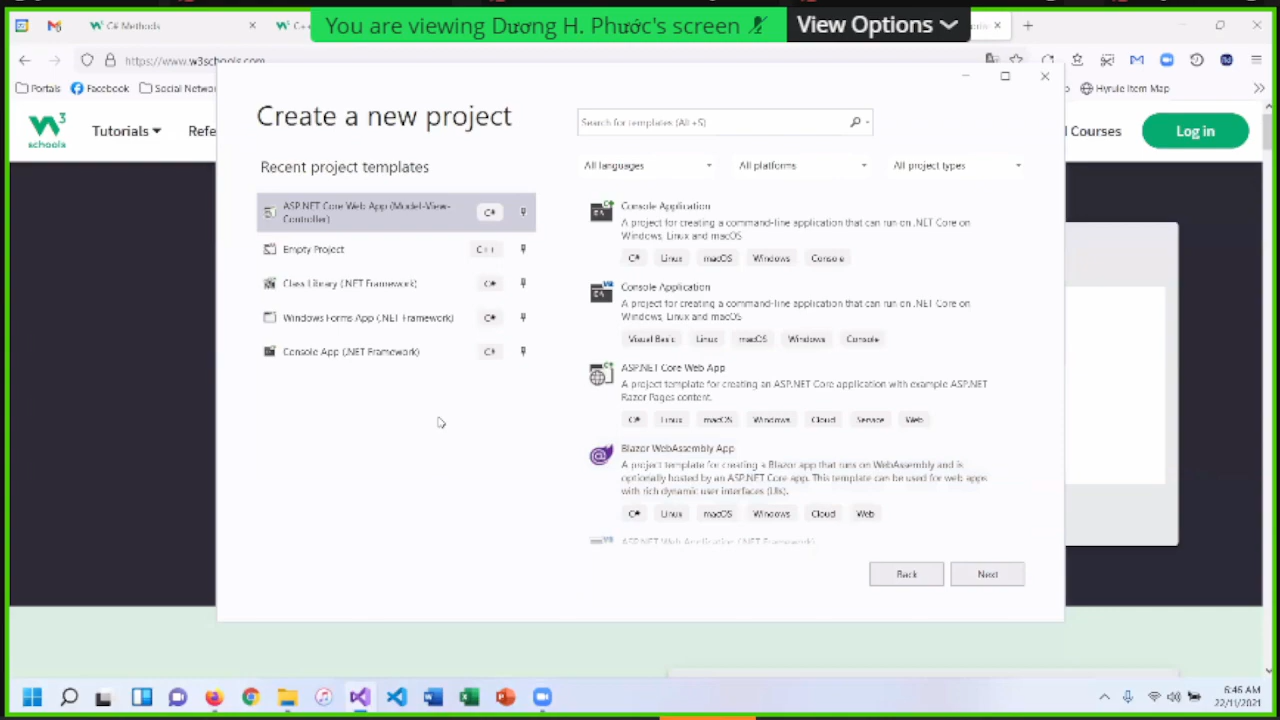 You are viewing Dương H. Phước's screen
View Options
C# Methods
https://www.w3schools.com
Portals
Facebook
Hyrule Item Map
schools
Tutorials
Courses
Log in
Create a new project
Search for templates (Alt+S)
Recent project templates
All languages
All platforms
All project types
ASP.NET Core Web App (Model-View-
Controller)
C#
Empty Project
C++
Class Library (.NET Framework)
C#
Windows Forms App (.NET Framework)
C#
Console App (.NET Framework)
C#
Console Application
A project for creating a command-line application that can run on .NET Core on
Windows, Linux and macOS
C# Linux macOS Windows Console
Console Application
A project for creating a command-line application that can run on .NET Core on
Windows, Linux and macOS
Visual Basic Linux macOS Windows Console
ASP.NET Core Web App
A project template for creating an ASP.NET Core application with example ASP.NET
Razor Pages content.
C# Linux macOS Windows Cloud Service Web
Blazor WebAssembly App
A project template for creating a Blazor app that runs on WebAssembly and is
optionally hosted by an ASP.NET Core app. This template can be used for web apps
with rich dynamic user interfaces (UIs).
C# Linux macOS Windows Cloud Web
ASP.NET Web Application (.NET Framework)
Back
Next
6:46 AM
22/11/2021